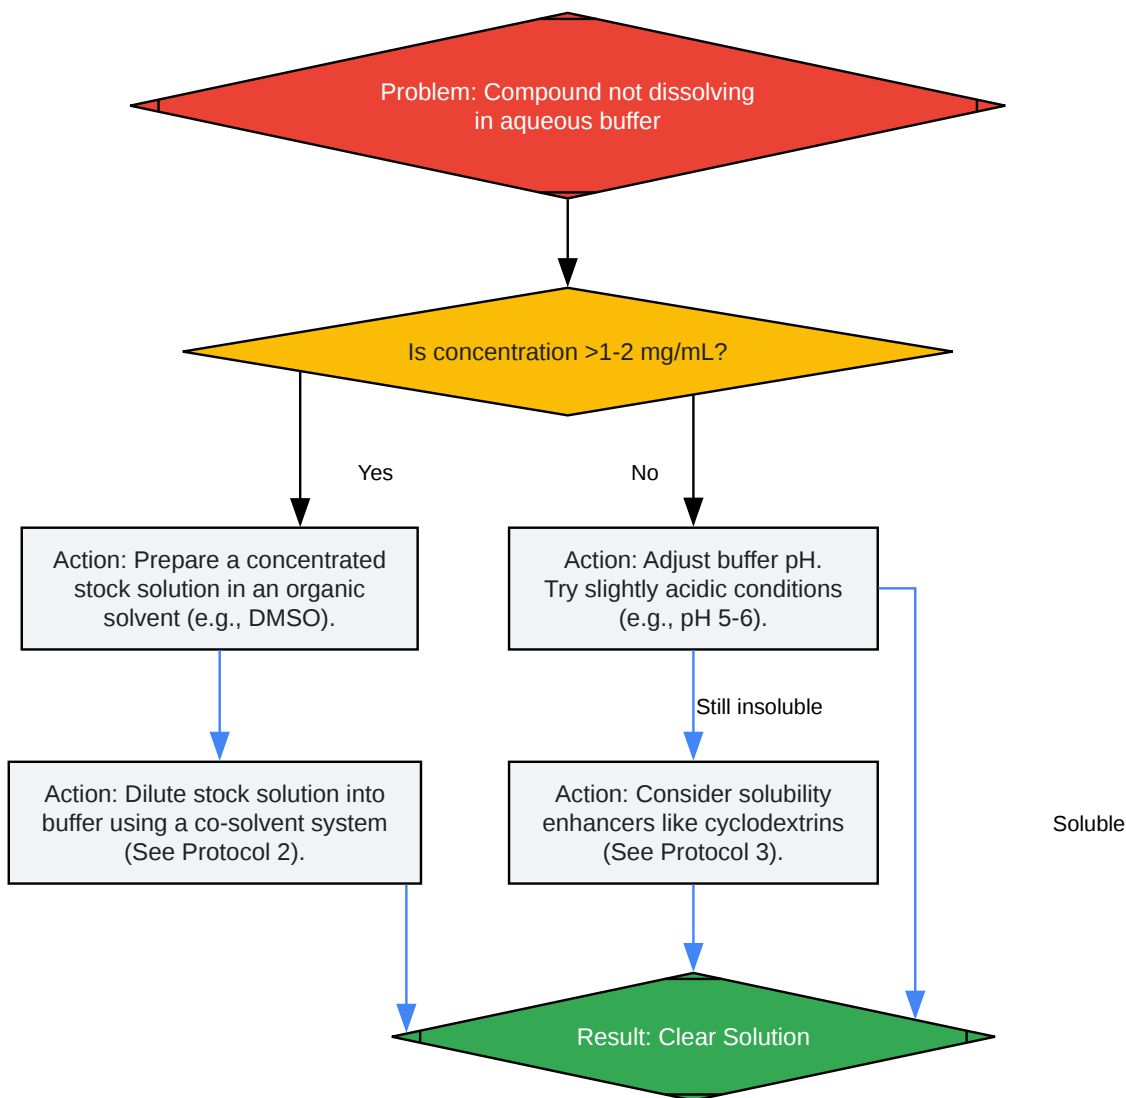 Problem: Compound not dissolving
in aqueous buffer
Is concentration >1-2 mg/mL?
Yes
No
Action: Prepare a concentrated
stock solution in an organic
solvent (e.g., DMSO).
Action: Adjust buffer pH.
Try slightly acidic conditions
(e.g., pH 5-6).
Still insoluble
Action: Dilute stock solution into
buffer using a co-solvent system
(See Protocol 2).
Action: Consider solubility
enhancers like cyclodextrins
(See Protocol 3).
Soluble
Result: Clear Solution